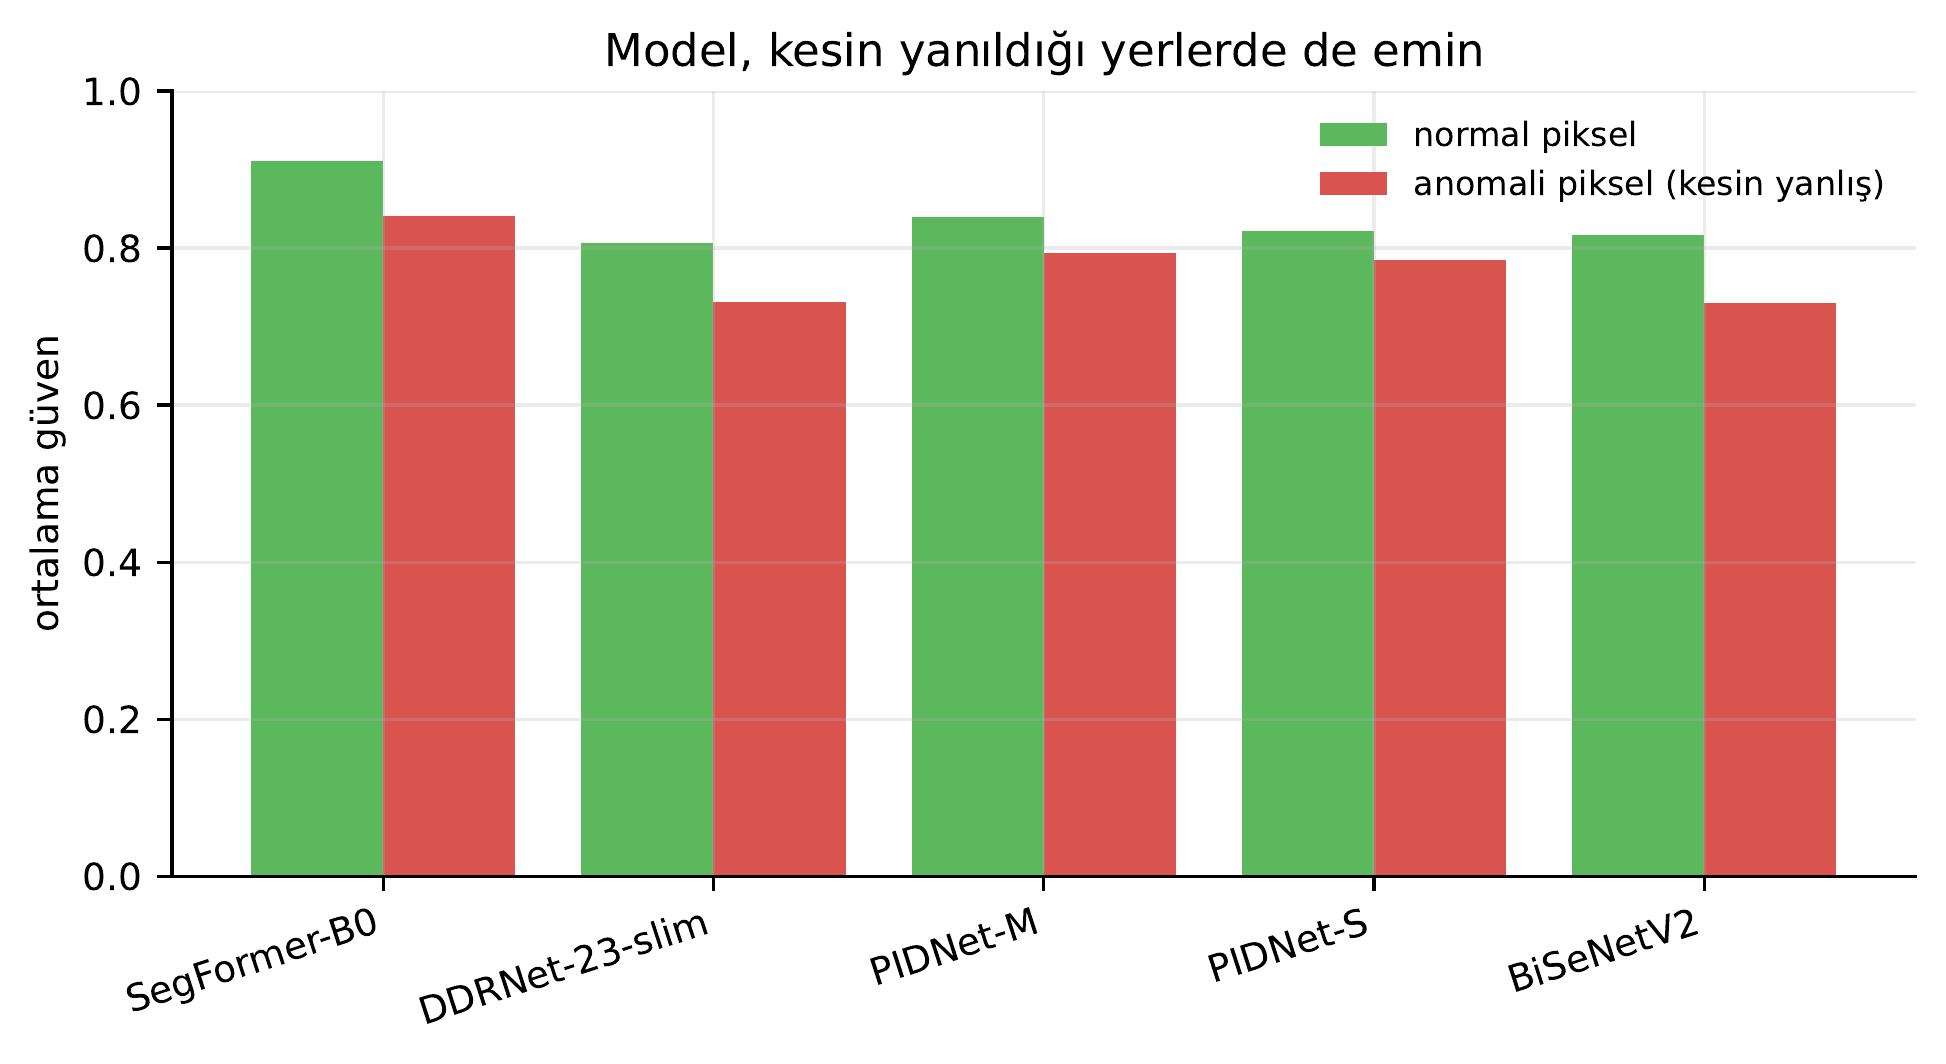 Model, kesin yanıldığı yerlerde de emin
normal piksel
anomali piksel (kesin yanlış)
ortalama güven
1.0
0.8
0.6
0.4
0.2
0.0
SegFormer-B0
DDRNet-23-slim
PIDNet-M
PIDNet-S
BiSeNetV2